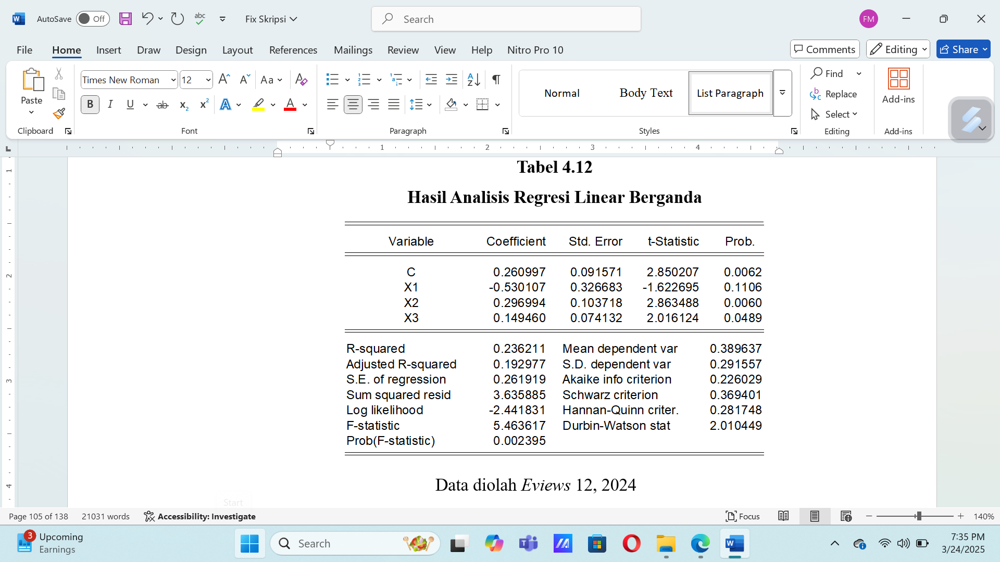 AutoSave Off abc Fix Skripsi Search FM
File Home Insert Draw Design Layout References Mailings Review View Help Nitro Pro 10 Comments Editing Share
Paste Times New Roman 12 Normal Body Text List Paragraph Find Replace Select Add-ins
Clipboard Font Paragraph Styles Editing Add-ins
1 2 3 4
Tabel 4.12
Hasil Analisis Regresi Linear Berganda
Variable Coefficient Std. Error t-Statistic Prob.
C 0.260997 0.091571 2.850207 0.0062
X1 -0.530107 0.326683 -1.622695 0.1106
X2 0.296994 0.103718 2.863488 0.0060
X3 0.149460 0.074132 2.016124 0.0489
R-squared 0.236211 Mean dependent var 0.389637
Adjusted R-squared 0.192977 S.D. dependent var 0.291557
S.E. of regression 0.261919 Akaike info criterion 0.226029
Sum squared resid 3.635885 Schwarz criterion 0.369401
Log likelihood -2.441831 Hannan-Quinn criter. 0.281748
F-statistic 5.463617 Durbin-Watson stat 2.010449
Prob(F-statistic) 0.002395
Data diolah Eviews 12, 2024
Start
Page 105 of 138 21031 words Accessibility: Investigate Focus 140%
3 Upcoming Search 7:35 PM
Earnings 3/24/2025